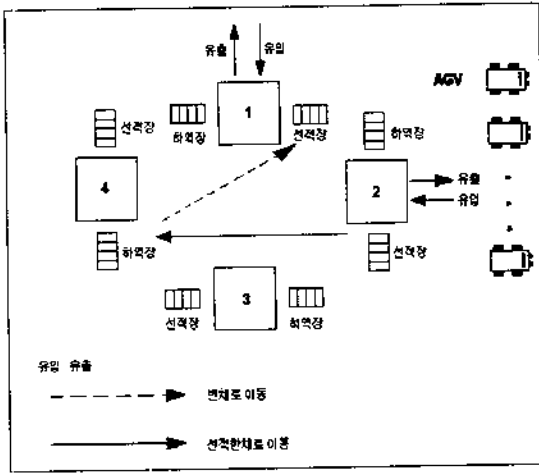 유출 유입
AGV
1
하역장 선적장
선적장
하역장
4
2
유출
유입
하역장
선적장
3
선적장 하역장
유입 유출
빈채로 이동
선적한채로 이동